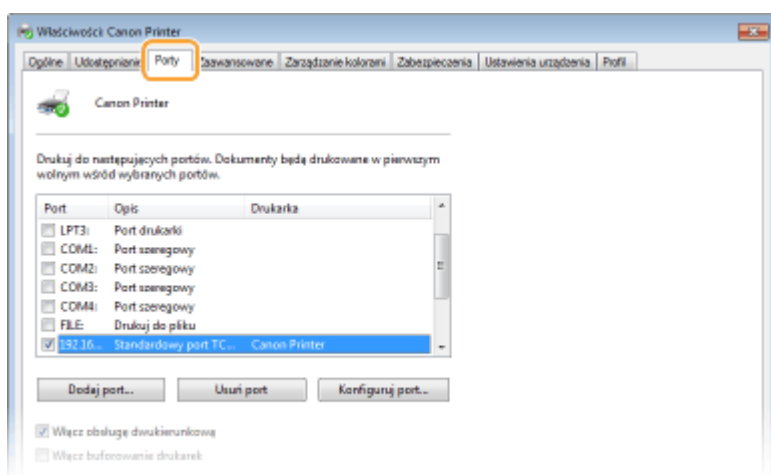 Właściwości: Canon Printer
Ogólne Udostępnianie Porty Zaawansowane Zarządzanie kolorami Zabezpieczenia Ustawienia urządzenia Profil
Canon Printer
Drukuj do następujących portów. Dokumenty będą drukowane w pierwszym
wolnym wśród wybranych portów.
Port Opis Drukarka
LPT3: Port drukarki
COM1: Port szeregowy
COM2: Port szeregowy
COM3: Port szeregowy
COM4: Port szeregowy
FILE: Drukuj do pliku
192.16... Standardowy port TC... Canon Printer
Dodaj port... Usuń port Konfiguruj port...
Włącz obsługę dwukierunkową
Włącz buforowanie drukarek